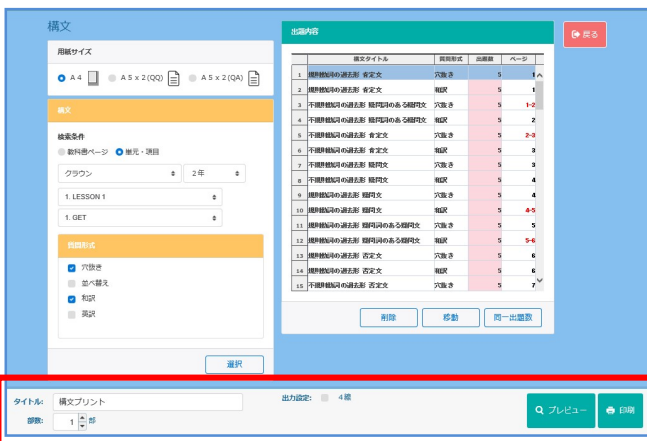 構文
用紙サイズ
A4
A5 x 2 (QQ)
A5 x 2 (QA)
構文
検索条件
教科書ページ
単元・項目
クラウン
2年
1. LESSON 1
1. GET
質問形式
穴抜き
並べ替え
和訳
英訳
選択
出題内容
戻る
構文タイトル 質問形式 出題数 ページ
1 規則動詞の過去形 肯定文 穴抜き 5 1
2 規則動詞の過去形 肯定文 和訳 5 1
3 不規則動詞の過去形 疑問詞のある疑問文 穴抜き 5 1-2
4 不規則動詞の過去形 疑問詞のある疑問文 和訳 5 2
5 不規則動詞の過去形 肯定文 穴抜き 5 2-3
6 不規則動詞の過去形 肯定文 和訳 5 3
7 不規則動詞の過去形 疑問文 穴抜き 5 3
8 不規則動詞の過去形 疑問文 和訳 5 4
9 規則動詞の過去形 疑問文 穴抜き 5 4
10 規則動詞の過去形 疑問文 和訳 5 4-5
11 規則動詞の過去形 疑問詞のある疑問文 穴抜き 5 5
12 規則動詞の過去形 疑問詞のある疑問文 和訳 5 5-6
13 規則動詞の過去形 否定文 穴抜き 5 6
14 規則動詞の過去形 否定文 和訳 5 6
15 不規則動詞の過去形 否定文 穴抜き 5 7
削除
移動
同一出題数
タイトル: 構文プリント
部数: 1 部
出力設定: 4線
プレビュー
印刷